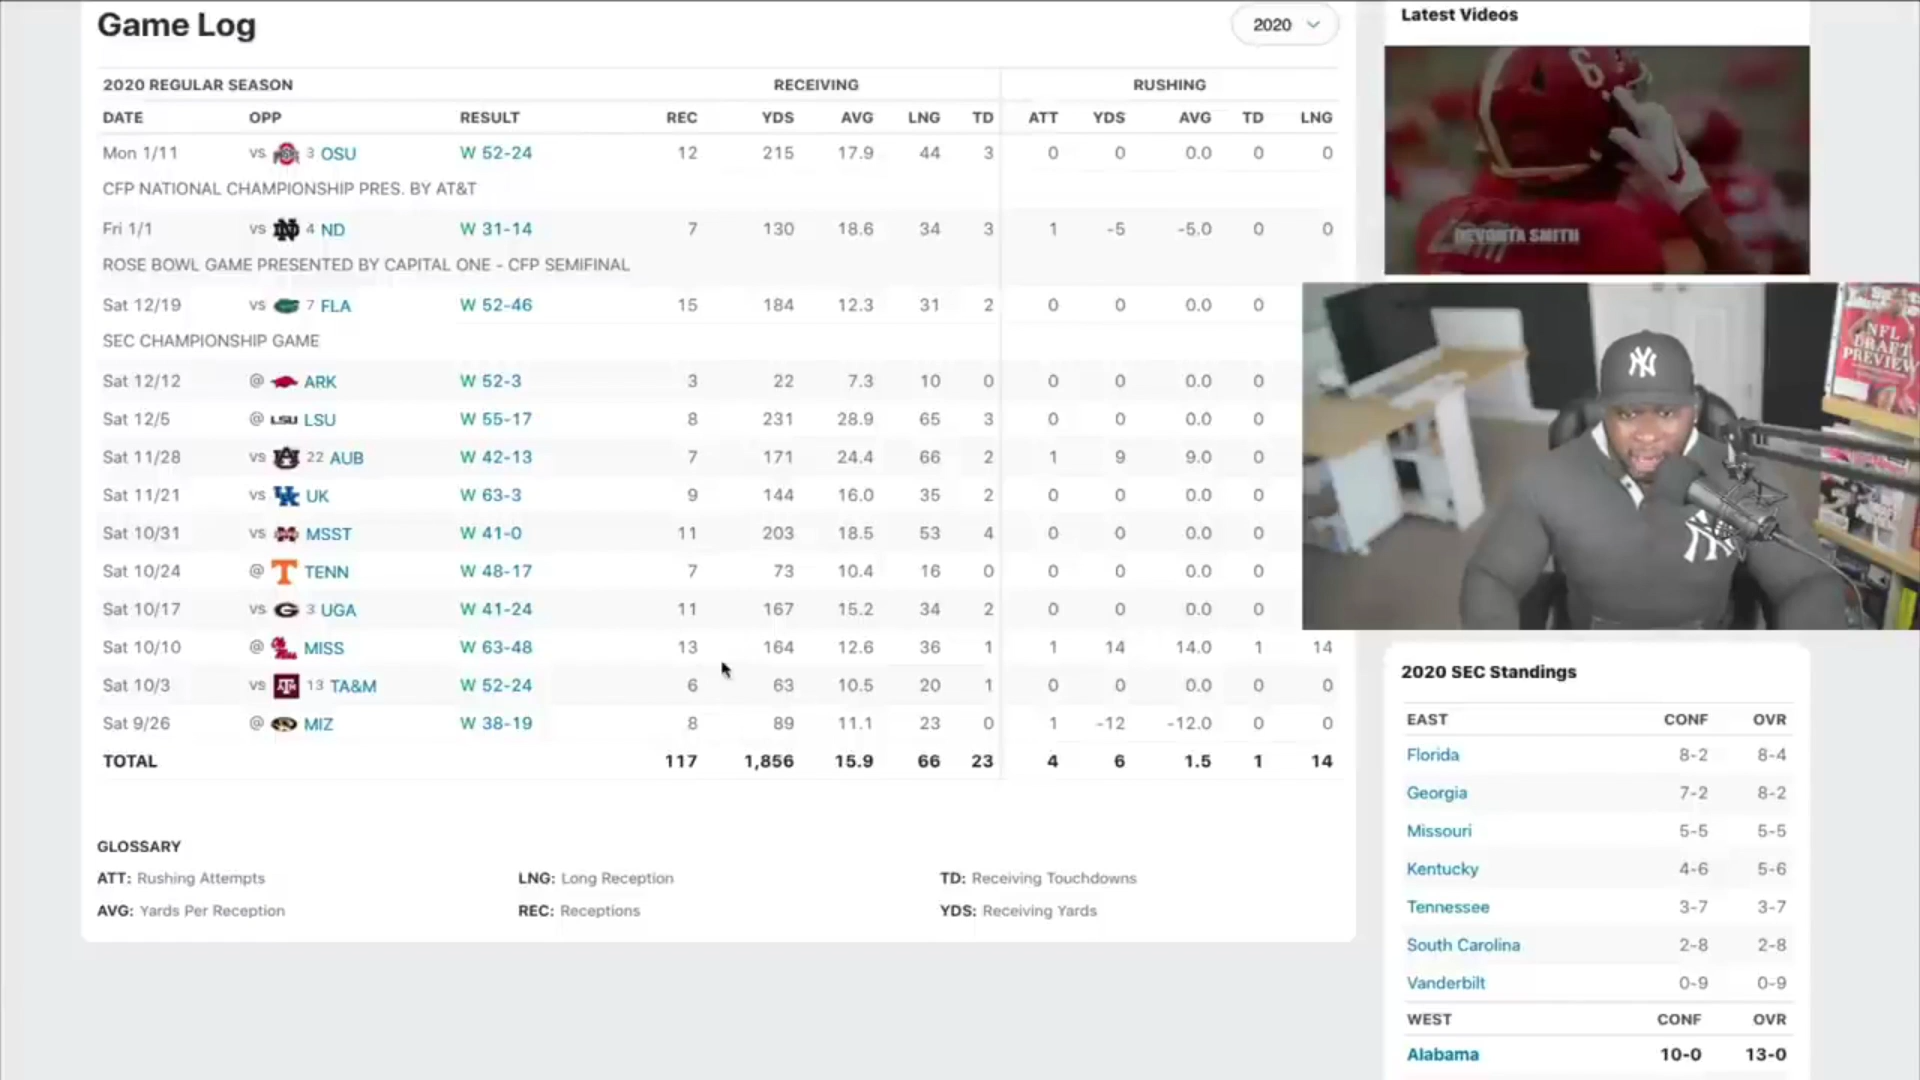 Game Log
2020
2020 REGULAR SEASON RECEIVING RUSHING
DATE OPP RESULT REC YDS AVG LNG TD ATT YDS AVG TD LNG
Mon 1/11 vs 3 OSU W 52-24 12 215 17.9 44 3 0 0 0.0 0 0
CFP NATIONAL CHAMPIONSHIP PRES. BY AT&T
Fri 1/1 vs 4 ND W 31-14 7 130 18.6 34 3 1 -5 -5.0 0 0
ROSE BOWL GAME PRESENTED BY CAPITAL ONE - CFP SEMIFINAL
Sat 12/19 vs 7 FLA W 52-46 15 184 12.3 31 2 0 0 0.0 0
SEC CHAMPIONSHIP GAME
Sat 12/12 @ ARK W 52-3 3 22 7.3 10 0 0 0 0.0 0
Sat 12/5 @ LSU LSU W 55-17 8 231 28.9 65 3 0 0 0.0 0
Sat 11/28 vs 22 AUB W 42-13 7 171 24.4 66 2 1 9 9.0 0
Sat 11/21 vs UK W 63-3 9 144 16.0 35 2 0 0 0.0 0
Sat 10/31 vs MSST W 41-0 11 203 18.5 53 4 0 0 0.0 0
Sat 10/24 @ T TENN W 48-17 7 73 10.4 16 0 0 0 0.0 0
Sat 10/17 vs G 3 UGA W 41-24 11 167 15.2 34 2 0 0 0.0 0
Sat 10/10 @ MISS W 63-48 13 164 12.6 36 1 1 14 14.0 1 14
Sat 10/3 vs ATM 13 TA&M W 52-24 6 63 10.5 20 1 0 0 0.0 0 0
Sat 9/26 @ MIZ W 38-19 8 89 11.1 23 0 1 -12 -12.0 0 0
TOTAL 117 1,856 15.9 66 23 4 6 1.5 1 14
GLOSSARY
ATT: Rushing Attempts LNG: Long Reception TD: Receiving Touchdowns
AVG: Yards Per Reception REC: Receptions YDS: Receiving Yards
Latest Videos
6
DEVONTA SMITH
NY
NY
NFL
DRAFT
PREVIEW
2020 SEC Standings
EAST CONF OVR
Florida 8-2 8-4
Georgia 7-2 8-2
Missouri 5-5 5-5
Kentucky 4-6 5-6
Tennessee 3-7 3-7
South Carolina 2-8 2-8
Vanderbilt 0-9 0-9
WEST CONF OVR
Alabama 10-0 13-0